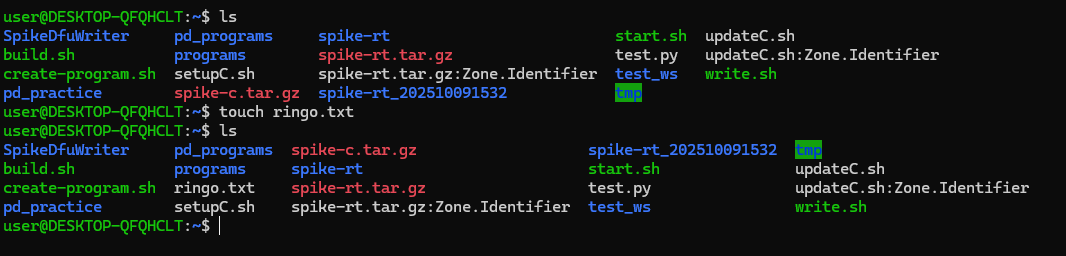 user@DESKTOP-QFQHCLT:~$ ls
SpikeDfuWriter     pd_programs    spike-rt                         start.sh  updateC.sh
build.sh           programs       spike-rt.tar.gz                  test.py   updateC.sh:Zone.Identifier
create-program.sh  setupC.sh      spike-rt.tar.gz:Zone.Identifier  test_ws   write.sh
pd_practice        spike-c.tar.gz  spike-rt_202510091532           tmp
user@DESKTOP-QFQHCLT:~$ touch ringo.txt
user@DESKTOP-QFQHCLT:~$ ls
SpikeDfuWriter     pd_programs  spike-c.tar.gz                   spike-rt_202510091532  tmp
build.sh           programs     spike-rt                         start.sh               updateC.sh
create-program.sh  ringo.txt    spike-rt.tar.gz                  test.py                updateC.sh:Zone.Identifier
pd_practice        setupC.sh    spike-rt.tar.gz:Zone.Identifier  test_ws                write.sh
user@DESKTOP-QFQHCLT:~$